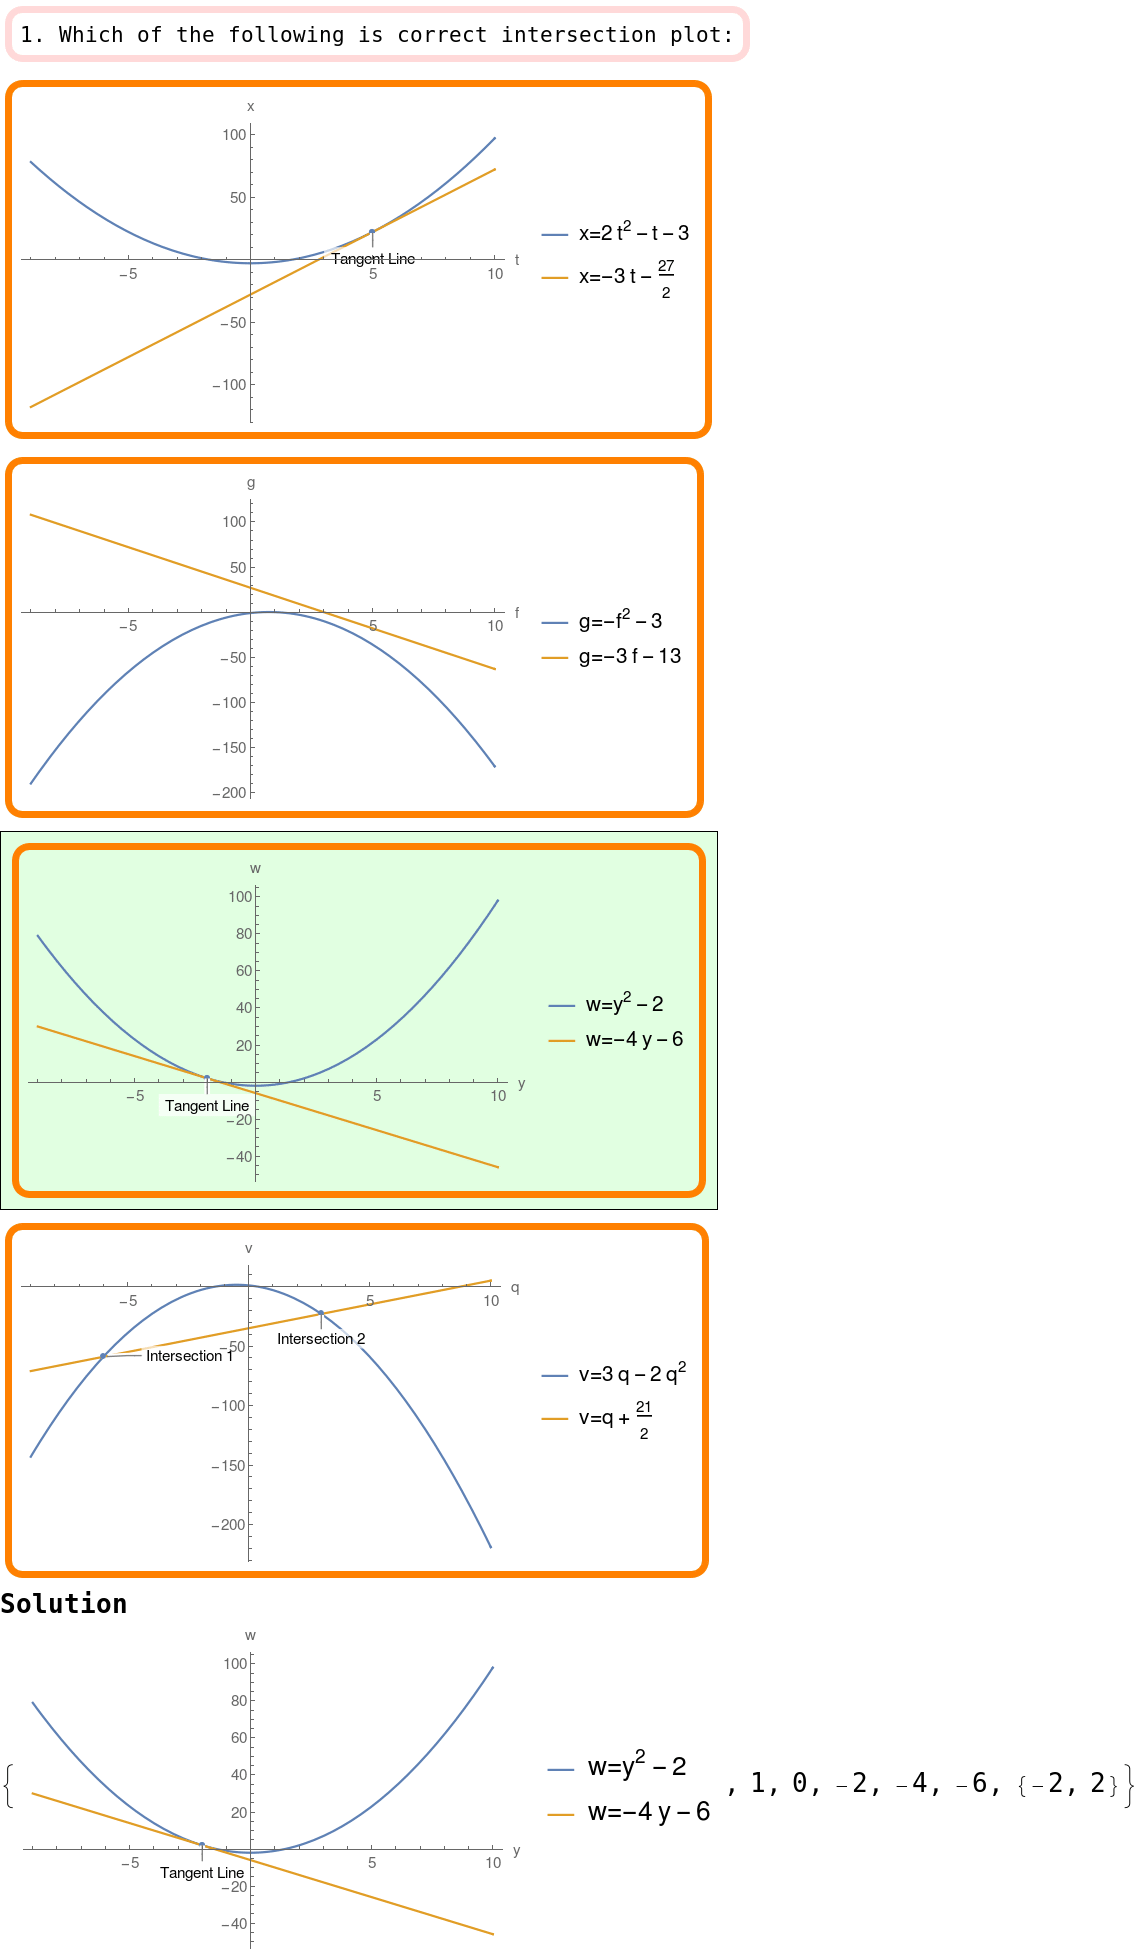 1. Which of the following is correct intersection plot:
x
100
50
-5
5
10
t
Tangent Line
-50
-100
x=2 t² - t - 3
x=-3 t - 27/2
g
100
50
-5
5
10
f
-50
-100
-150
-200
g=-f² - 3
g=-3 f - 13
w
100
80
60
40
20
-5
5
10
y
Tangent Line
-20
-40
w=y² - 2
w=-4 y - 6
v
-5
5
10
q
Intersection 2
-50
Intersection 1
-100
-150
-200
v=3 q - 2 q²
v=q + 21/2
Solution
w
100
80
60
40
20
-5
5
10
y
Tangent Line
-20
-40
w=y² - 2
w=-4 y - 6
{ , 1, 0, -2, -4, -6, {-2, 2}}